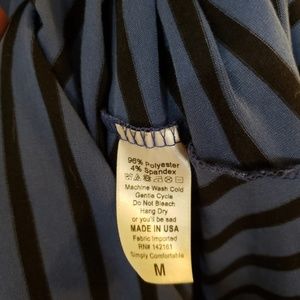 96% Polyester
4% Spandex
Machine Wash Cold
Gentle Cycle
Do Not Bleach
Hang Dry
or you'll be sad
MADE IN USA
Fabric Imported
RN# 142161
Simply Comfortable
M